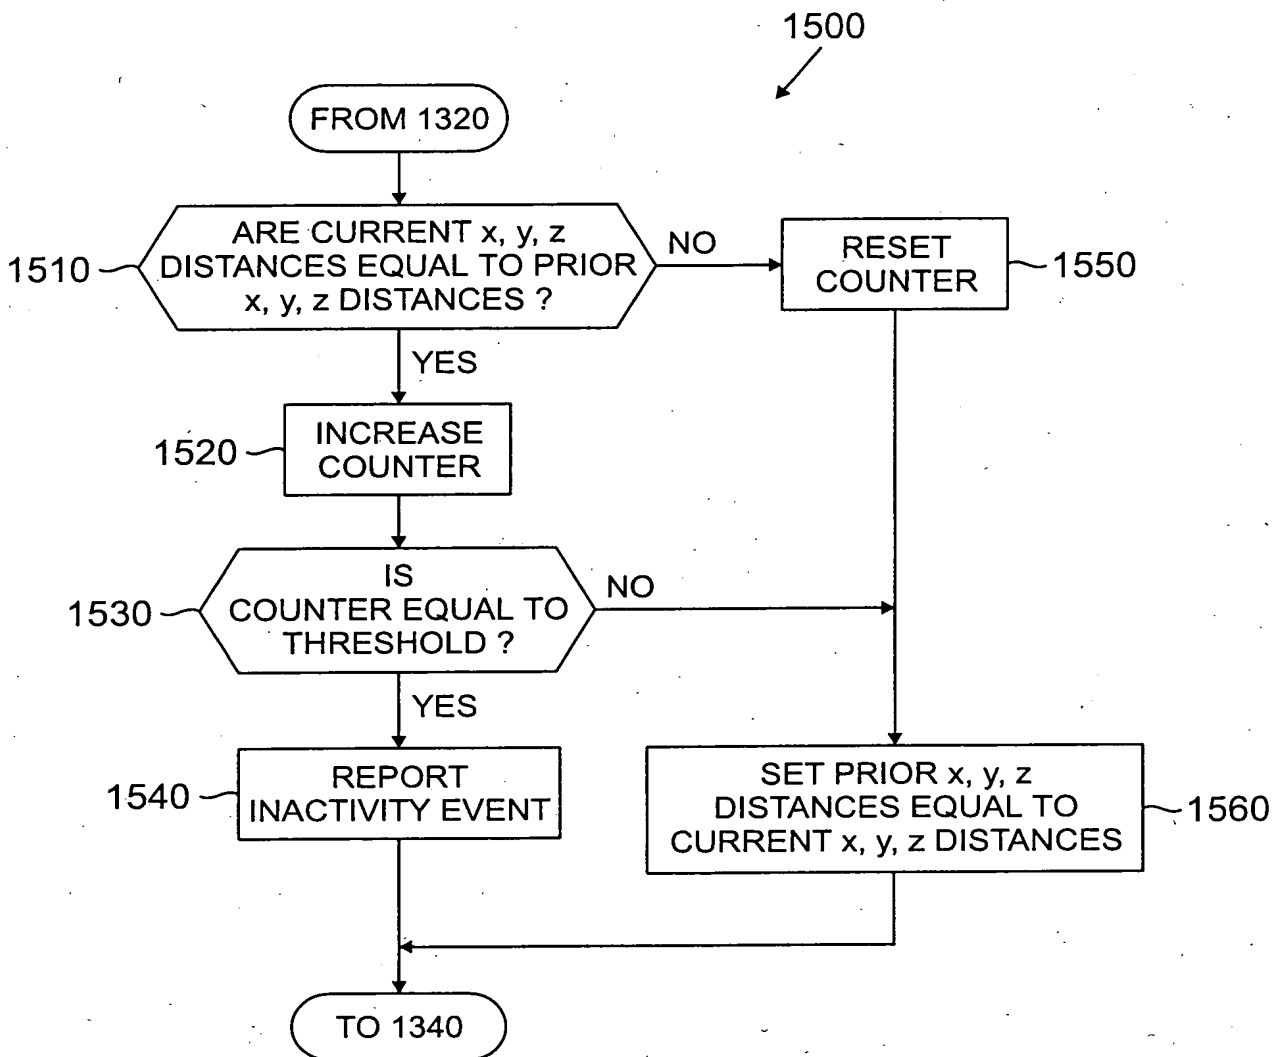 1500
FROM 1320
ARE CURRENT x, y, z
DISTANCES EQUAL TO PRIOR
x, y, z DISTANCES ?
1510
NO
RESET
COUNTER
1550
YES
INCREASE
COUNTER
1520
IS
COUNTER EQUAL TO
THRESHOLD ?
1530
NO
YES
REPORT
INACTIVITY EVENT
1540
SET PRIOR x, y, z
DISTANCES EQUAL TO
CURRENT x, y, z DISTANCES
1560
TO 1340